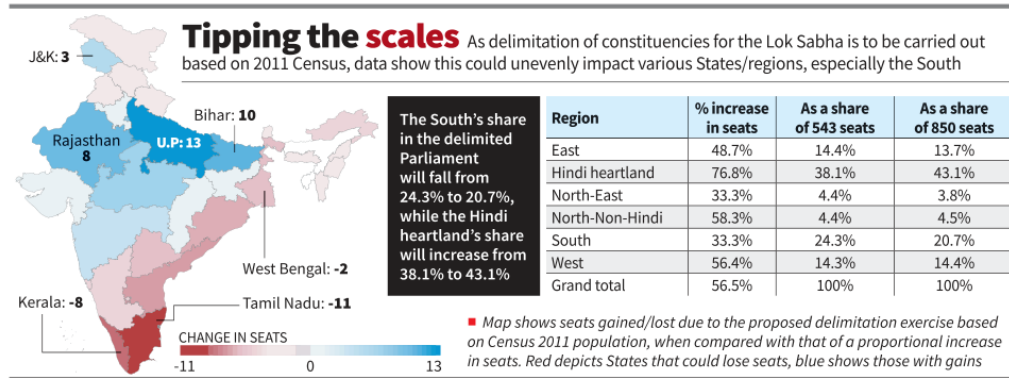 Tipping the scales As delimitation of constituencies for the Lok Sabha is to be carried out
based on 2011 Census, data show this could unevenly impact various States/regions, especially the South
J&K: 3
Rajasthan
8
U.P: 13
Bihar: 10
West Bengal: -2
Kerala: -8
Tamil Nadu: -11
CHANGE IN SEATS
-11 0 13
The South's share
in the delimited
Parliament
will fall from
24.3% to 20.7%,
while the Hindi
heartland's share
will increase from
38.1% to 43.1%
Region % increase in seats As a share of 543 seats As a share of 850 seats
East 48.7% 14.4% 13.7%
Hindi heartland 76.8% 38.1% 43.1%
North-East 33.3% 4.4% 3.8%
North-Non-Hindi 58.3% 4.4% 4.5%
South 33.3% 24.3% 20.7%
West 56.4% 14.3% 14.4%
Grand total 56.5% 100% 100%
Map shows seats gained/lost due to the proposed delimitation exercise based
on Census 2011 population, when compared with that of a proportional increase
in seats. Red depicts States that could lose seats, blue shows those with gains